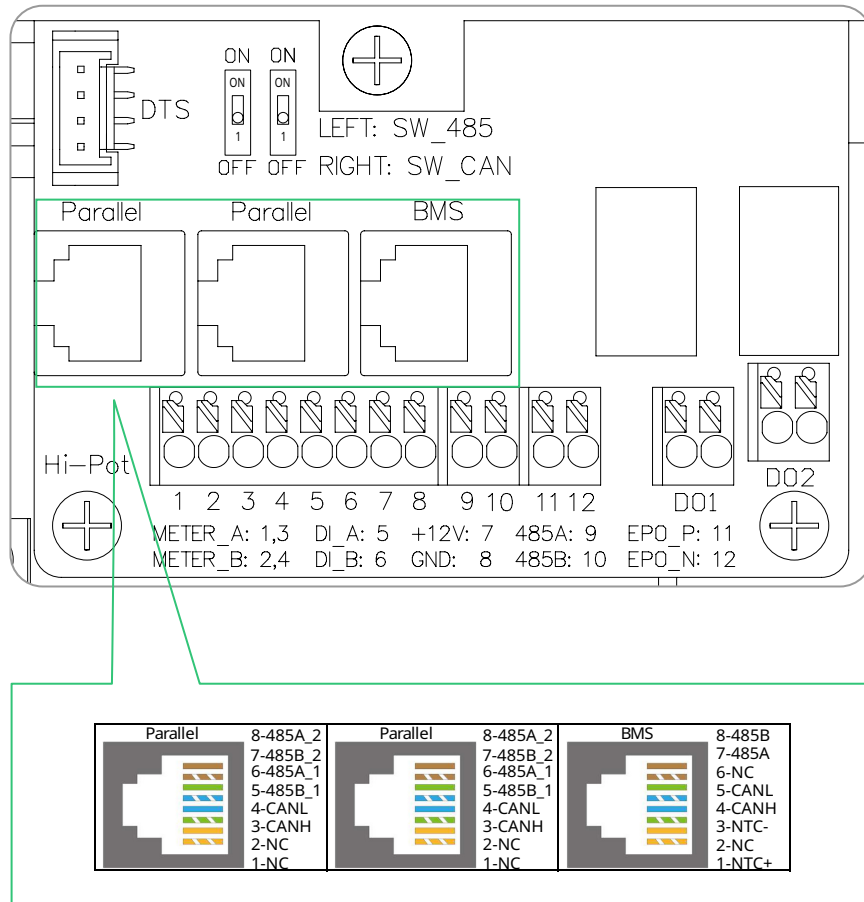 ON ON
ON ON
DTS
1 1
LEFT: SW_485
OFF OFF RIGHT: SW_CAN
Parallel Parallel BMS
Hi-Pot
1 2 3 4 5 6 7 8 9 10 11 12 DO1 DO2
METER_A: 1,3 DI_A: 5 +12V: 7 485A: 9 EPO_P: 11
METER_B: 2,4 DI_B: 6 GND: 8 485B: 10 EPO_N: 12
Parallel
8-485A_2
7-485B_2
6-485A_1
5-485B_1
4-CANL
3-CANH
2-NC
1-NC
Parallel
8-485A_2
7-485B_2
6-485A_1
5-485B_1
4-CANL
3-CANH
2-NC
1-NC
BMS
8-485B
7-485A
6-NC
5-CANL
4-CANH
3-NTC-
2-NC
1-NTC+